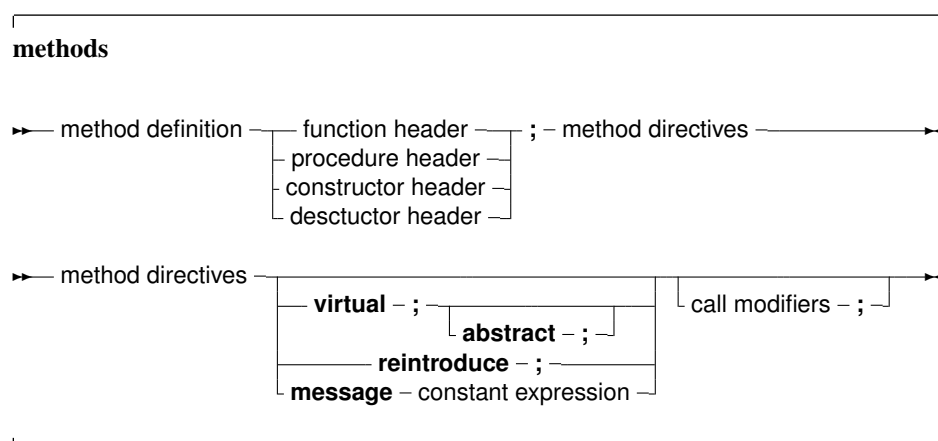 methods
method definition function header ; method directives
procedure header
constructor header
desctuctor header
method directives
virtual ; call modifiers ;
abstract ;
reintroduce ;
message constant expression